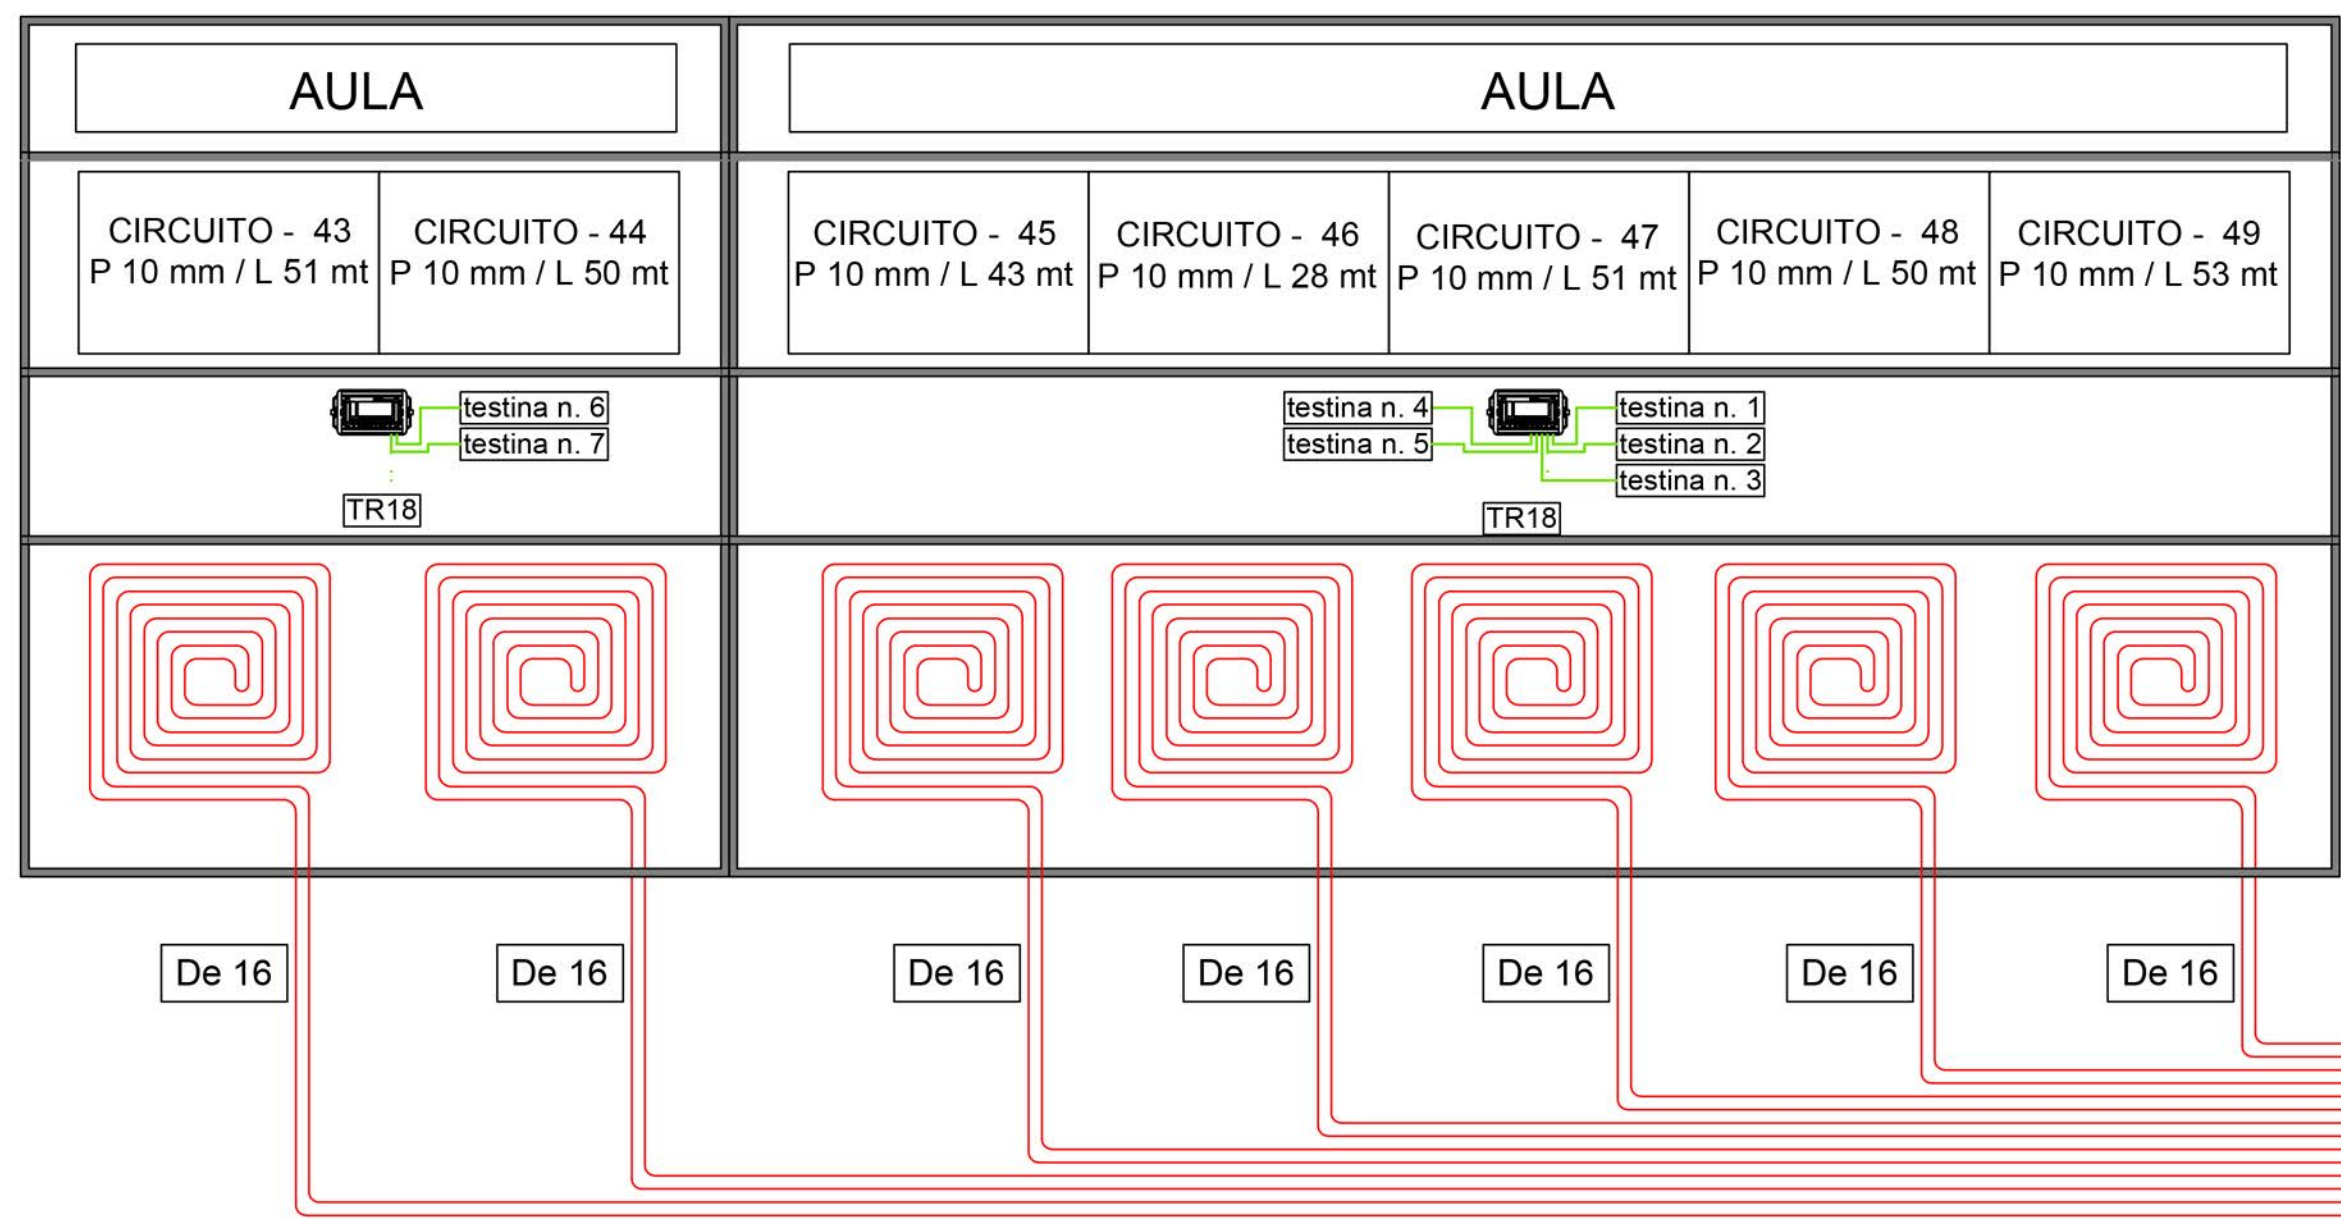 AULA
AULA
CIRCUITO - 43
P 10 mm / L 51 mt
CIRCUITO - 44
P 10 mm / L 50 mt
CIRCUITO - 45
P 10 mm / L 43 mt
CIRCUITO - 46
P 10 mm / L 28 mt
CIRCUITO - 47
P 10 mm / L 51 mt
CIRCUITO - 48
P 10 mm / L 50 mt
CIRCUITO - 49
P 10 mm / L 53 mt
testina n. 6
testina n. 7
TR18
testina n. 4
testina n. 5
testina n. 1
testina n. 2
testina n. 3
TR18
De 16
De 16
De 16
De 16
De 16
De 16
De 16